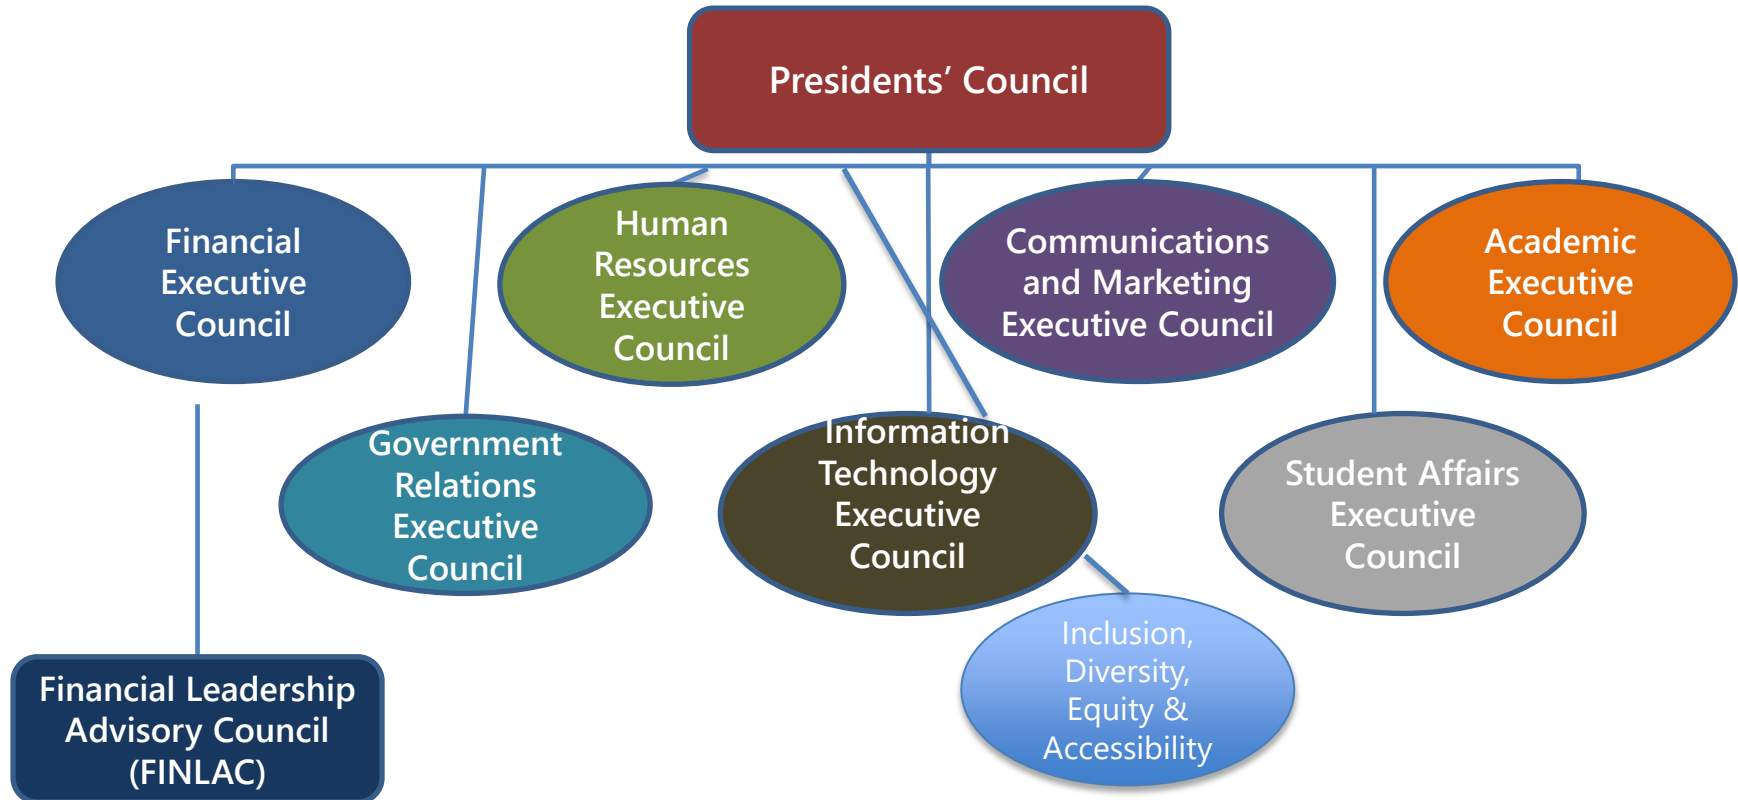 Presidents’ Council
Financial
Executive
Council
Human
Resources
Executive
Council
Communications
and Marketing
Executive Council
Academic
Executive
Council
Government
Relations
Executive
Council
Information
Technology
Executive
Council
Student Affairs
Executive
Council
Financial Leadership
Advisory Council
(FINLAC)
Inclusion,
Diversity,
Equity &
Accessibility